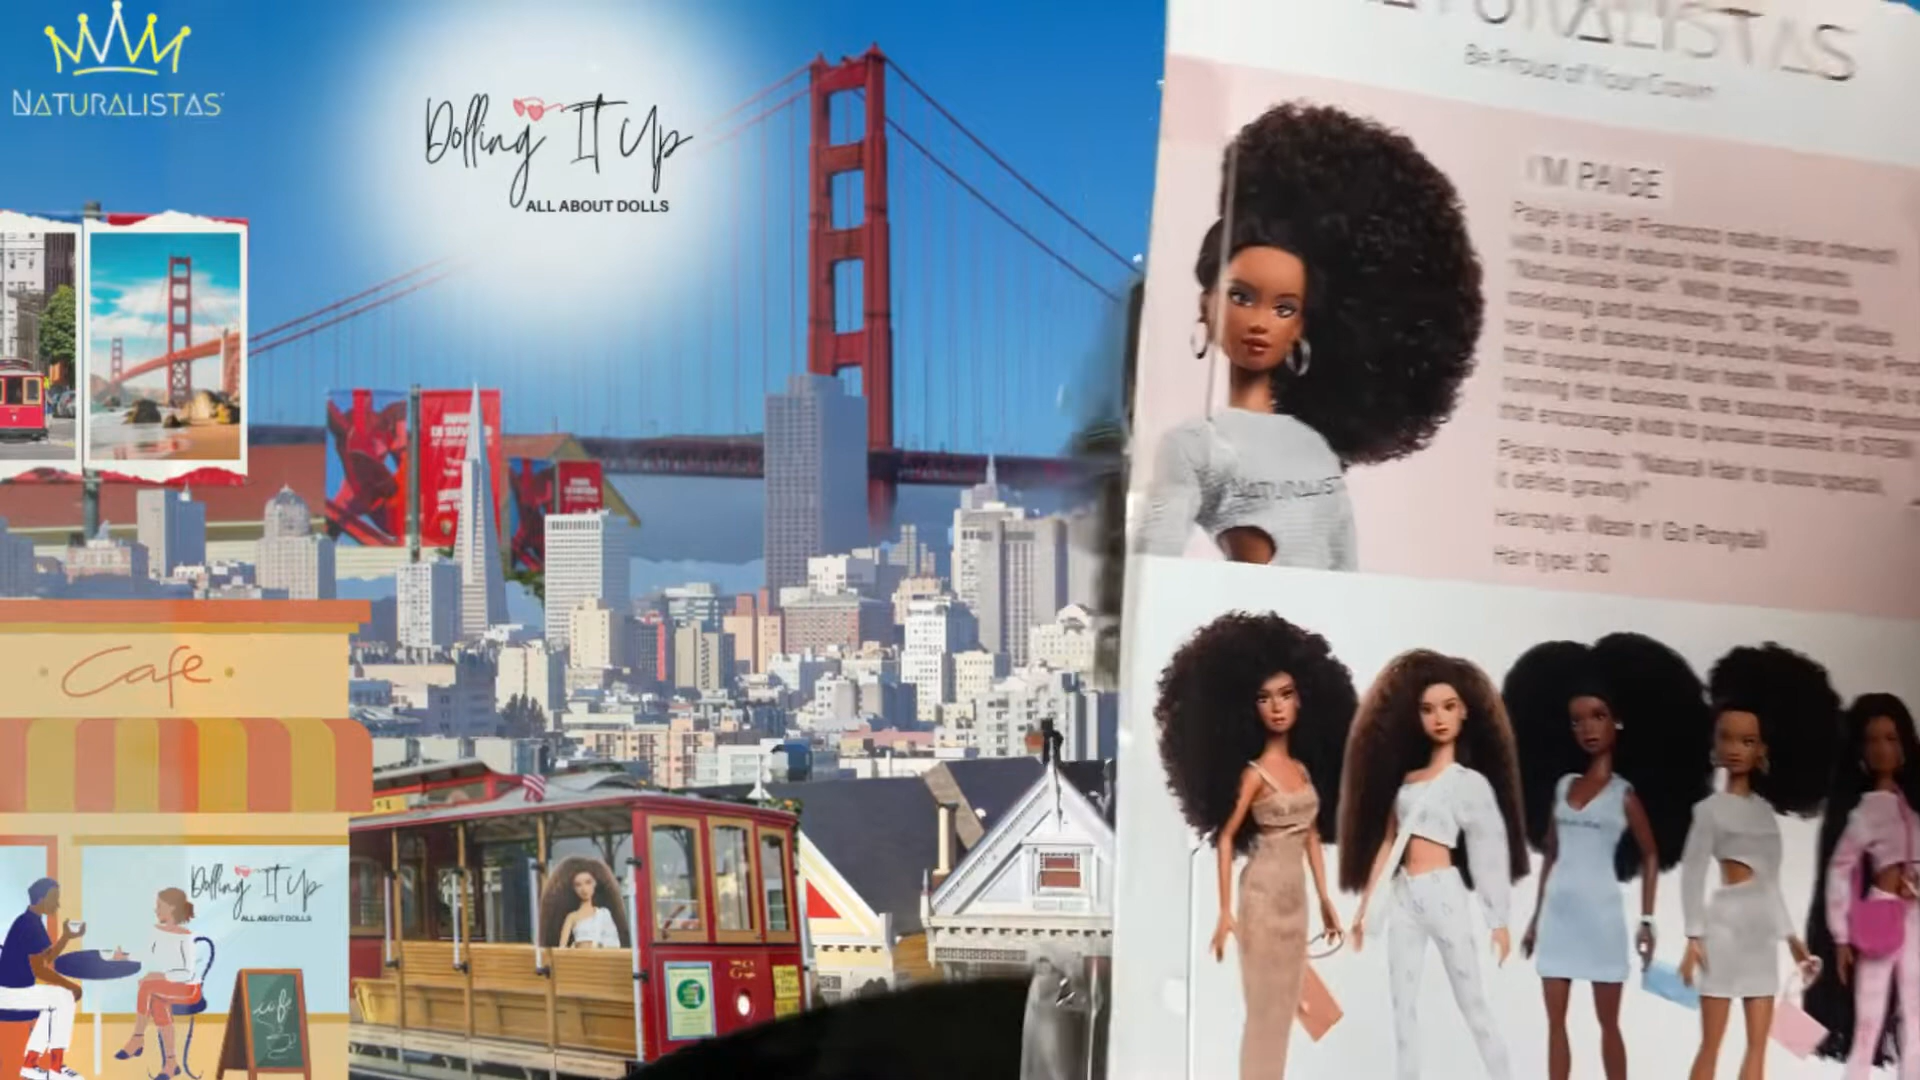 NATURALISTAS
Dolling It Up
ALL ABOUT DOLLS
Cafe
Dolling It Up
ALL ABOUT DOLLS
cafe
NATURALISTAS
Be Proud of Your Crown
I'M PAIGE
Paige is a San Francisco native (and chemist)
with a line of natural hair care products,
"Naturalistas Hair". With degrees in both
marketing and chemistry, "Dr. Paige" utilizes
her love of science to produce Natural Hair
that support natural hair health. When Paige is
running her business, she supports
that encourage kids to pursue careers in STEM.
Paige's motto: "Natural Hair is so special,
it defies gravity!"
Hairstyle: Wash n' Go Ponytail
Hair type: 3C
NATURALIST